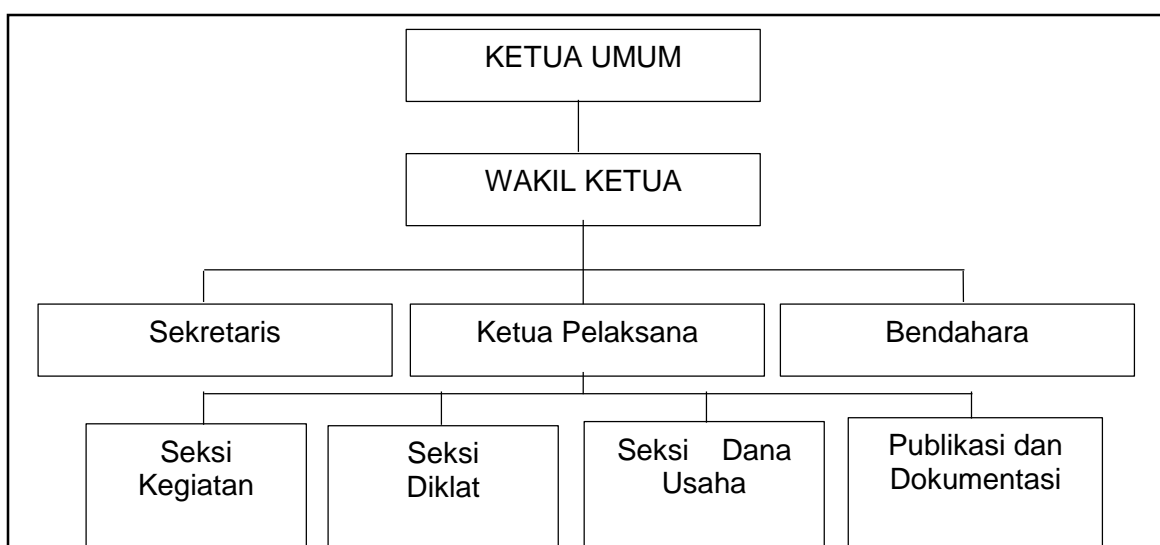 KETUA UMUM
WAKIL KETUA
Sekretaris
Ketua Pelaksana
Bendahara
Seksi
Kegiatan
Seksi
Diklat
Seksi Dana
Usaha
Publikasi dan
Dokumentasi